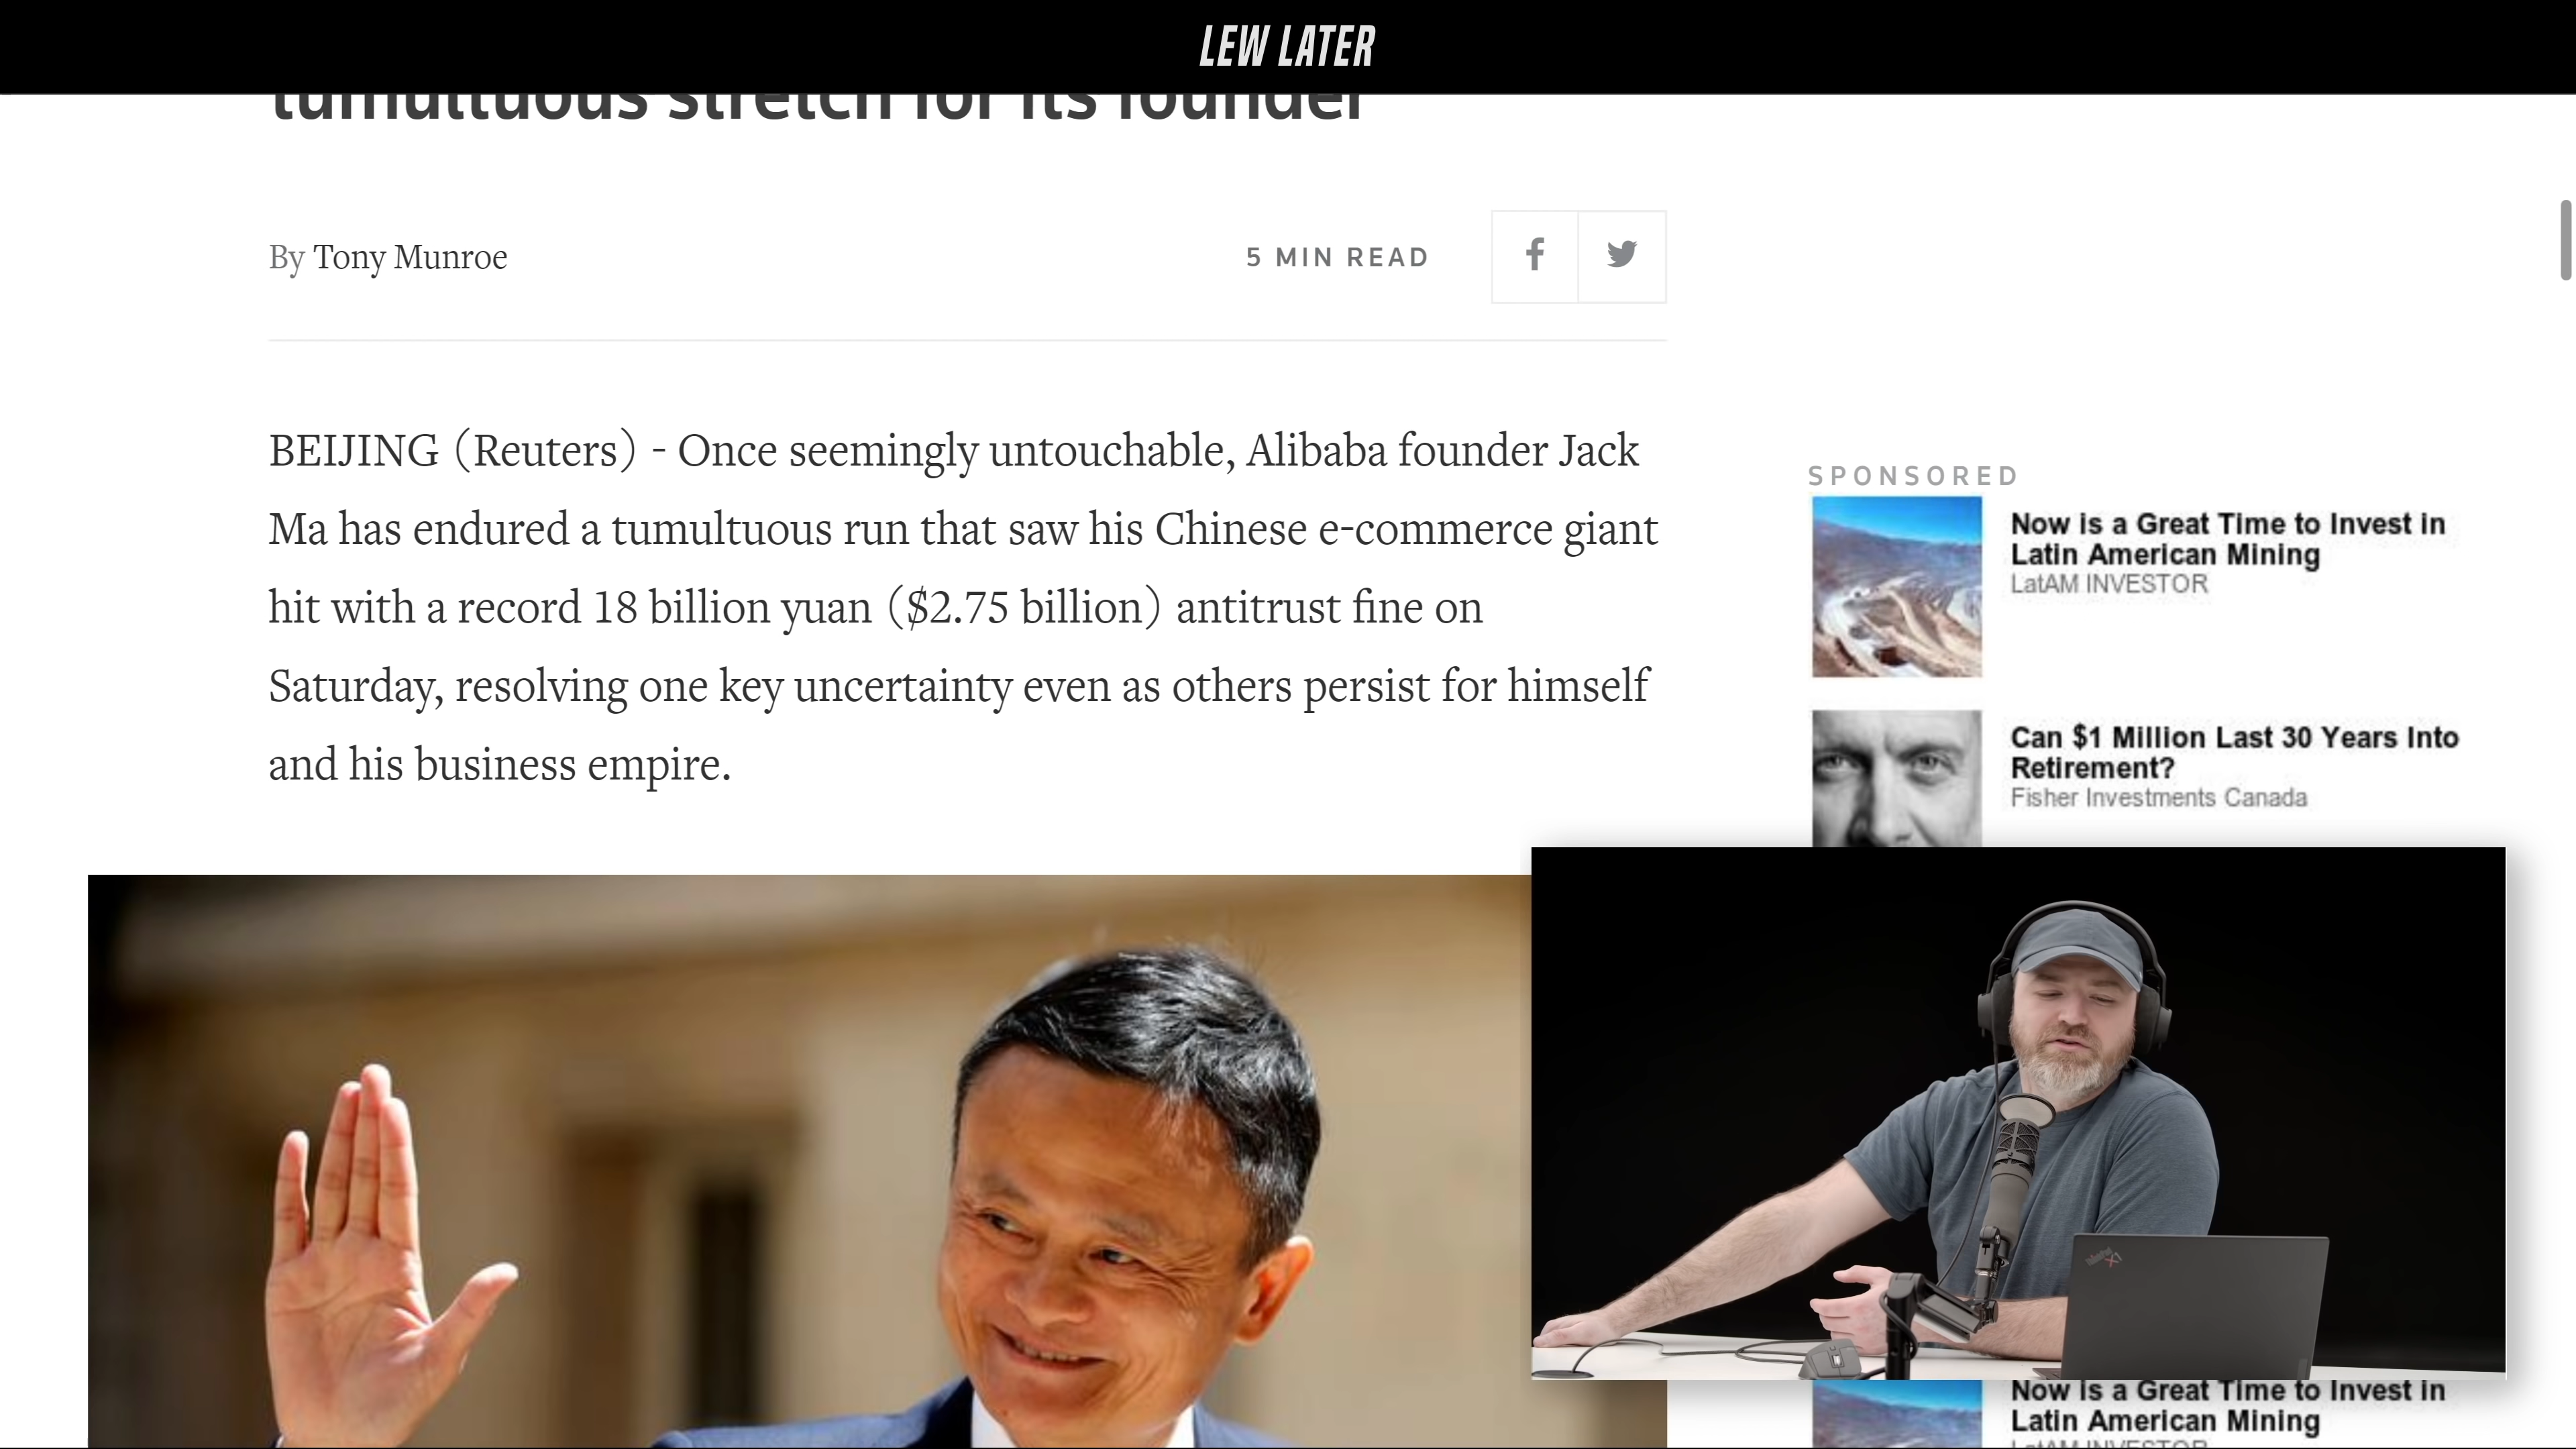 LEW LATER
tumultuous stretch for its founder
By Tony Munroe
5 MIN READ
BEIJING (Reuters) - Once seemingly untouchable, Alibaba founder Jack
Ma has endured a tumultuous run that saw his Chinese e-commerce giant
hit with a record 18 billion yuan ($2.75 billion) antitrust fine on
Saturday, resolving one key uncertainty even as others persist for himself
and his business empire.
SPONSORED
Now is a Great Time to Invest in
Latin American Mining
LatAM INVESTOR
Can $1 Million Last 30 Years Into
Retirement?
Fisher Investments Canada
Now is a Great Time to Invest in
Latin American Mining
LatAM INVESTOR